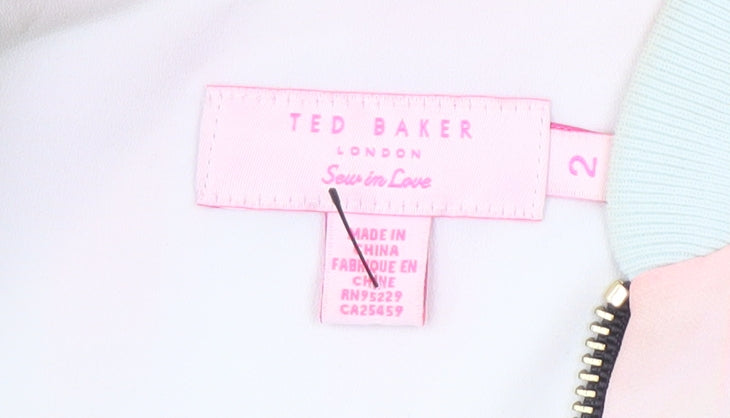 TED BAKER
LONDON
Sew in Love
2
MADE IN
CHINA
FABRIQUE EN
CHINE
RN95229
CA25459